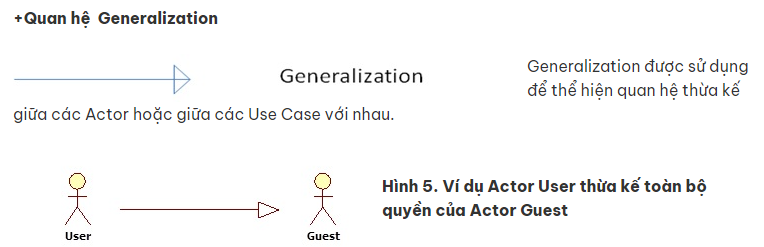 +Quan hệ  Generalization
Generalization
Generalization được sử dụng
để thể hiện quan hệ thừa kế
giữa các Actor hoặc giữa các Use Case với nhau.
Hình 5. Ví dụ Actor User thừa kế toàn bộ
quyền của Actor Guest
User
Guest